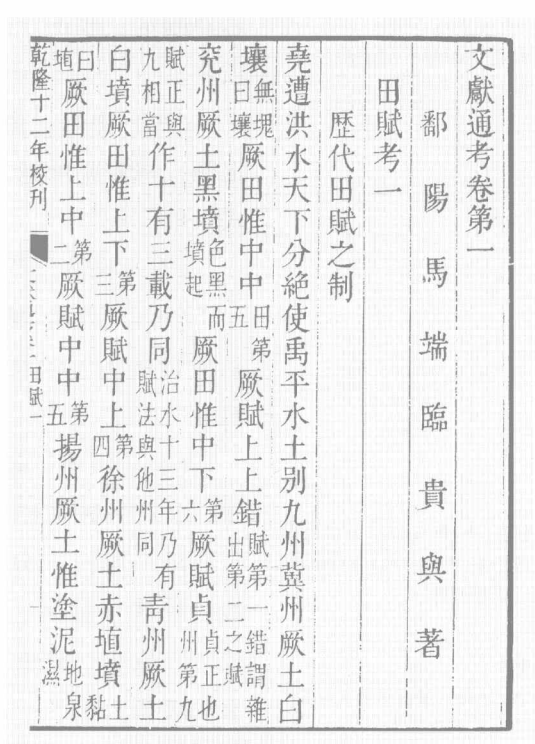 文獻通考卷第一
鄱陽馬端臨貴與著
田賦考一
歴代田賦之制
堯遭洪水天下分絶使禹平水土別九州冀州厥土白
壤無塊曰壤厥田惟中中田第五厥賦上上錯賦第一錯謂雜出第二之賦
兖州厥土黑墳色黑而墳起厥田惟中下第六厥賦貞貞正也州第九
賦正與九相當作十有三載乃同治水十三年乃有賦法與他州同青州厥土
白墳厥田惟上下第三厥賦中上第四徐州厥土赤埴墳土黏
曰埴厥田惟上中第二厥賦中中第五揚州厥土惟塗泥地泉濕
乾隆十二年校刊
田賦一